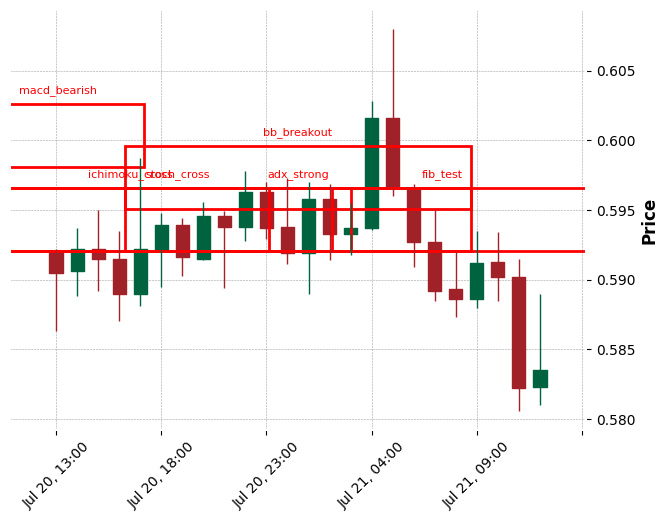 macd_bearish
0.605
bb_breakout
0.600
ichimoku_cross
stoch_cross
adx_strong
fib_test
0.595
0.590
0.585
0.580
Price
Jul 20, 13:00
Jul 20, 18:00
Jul 20, 23:00
Jul 21, 04:00
Jul 21, 09:00